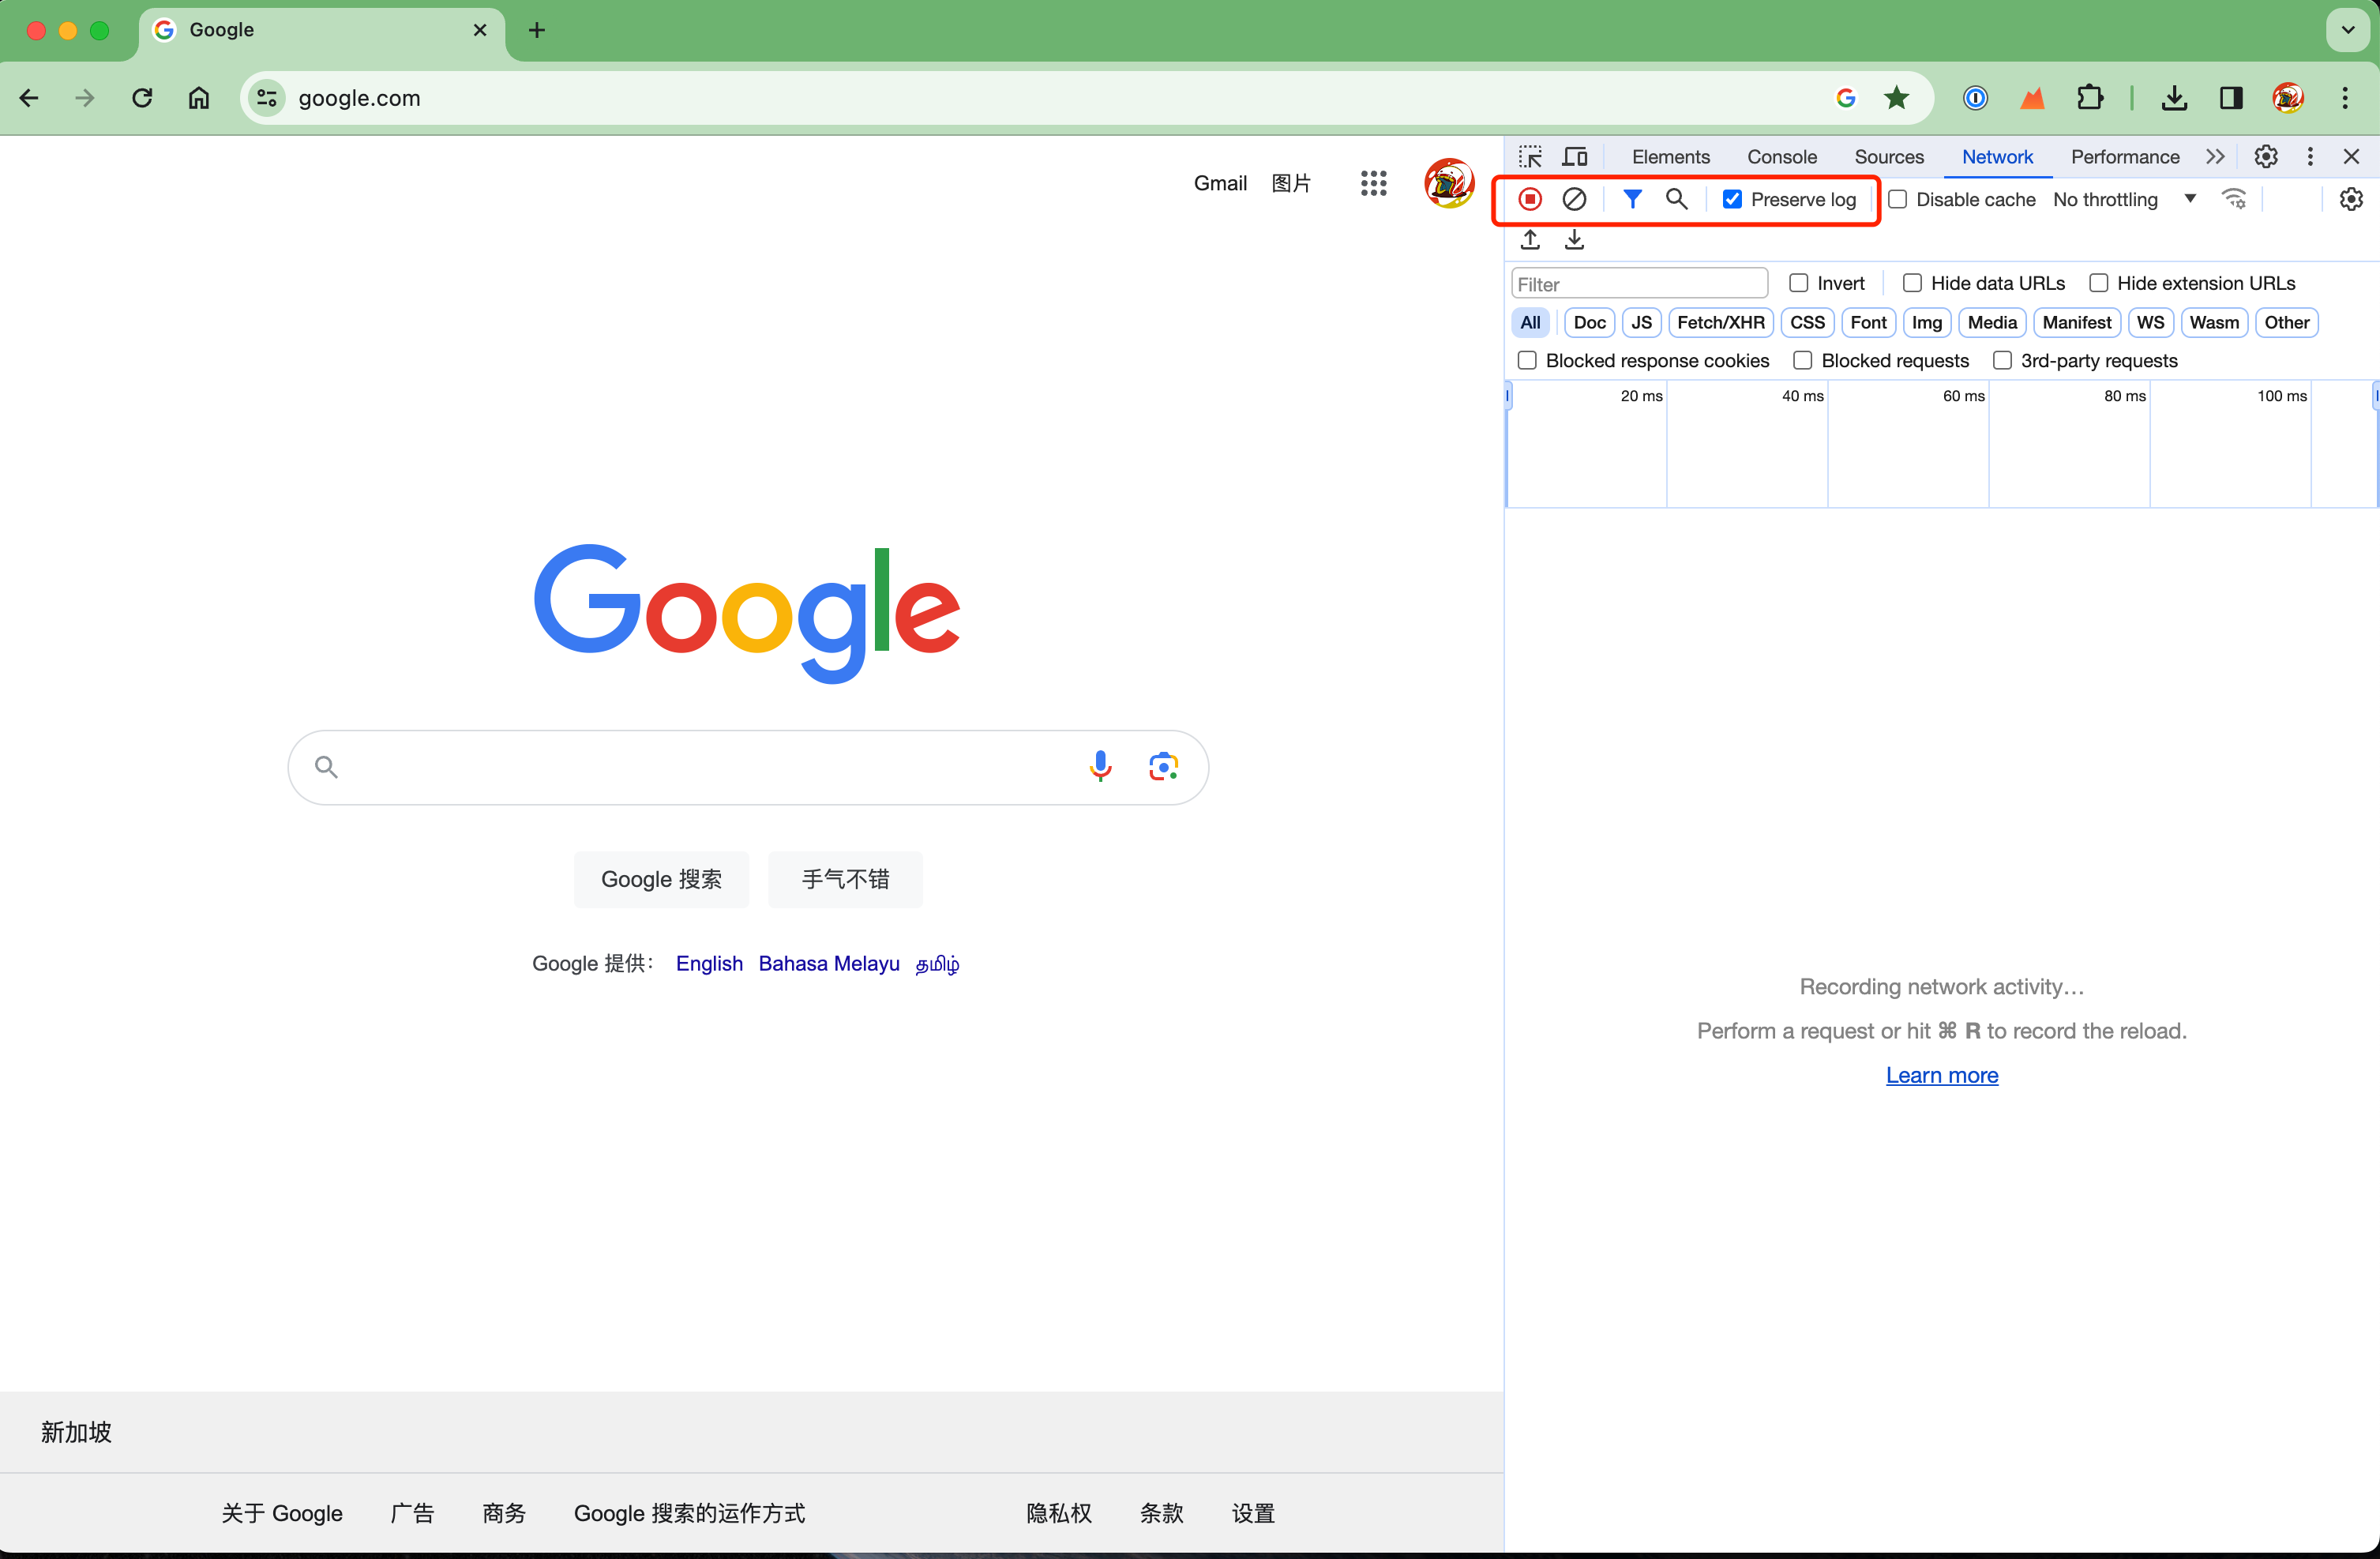 Google
google.com
Gmail 图片
Elements Console Sources Network Performance
Preserve log Disable cache No throttling
Filter Invert Hide data URLs Hide extension URLs
All Doc JS Fetch/XHR CSS Font Img Media Manifest WS Wasm Other
Blocked response cookies Blocked requests 3rd-party requests
20 ms 40 ms 60 ms 80 ms 100 ms
Google
Google 搜索 手气不错
Google 提供： English Bahasa Melayu தமிழ்
Recording network activity…
Perform a request or hit ⌘ R to record the reload.
Learn more
新加坡
关于 Google 广告 商务 Google 搜索的运作方式 隐私权 条款 设置